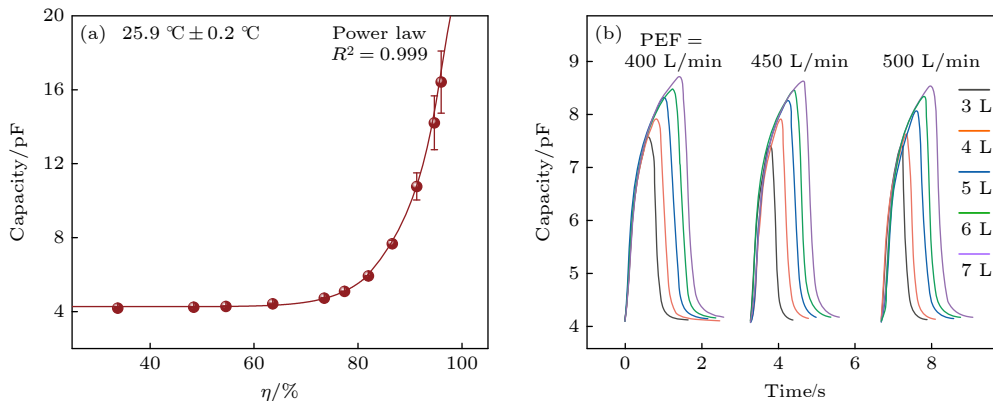 (a) 25.9 ℃ ± 0.2 ℃
Power law
R² = 0.999
Capacity/pF
20
16
12
8
4
40 60 80 100
η/%
(b) PEF =
400 L/min 450 L/min 500 L/min
3 L
4 L
5 L
6 L
7 L
Capacity/pF
9
8
7
6
5
4
0 2 4 6 8
Time/s